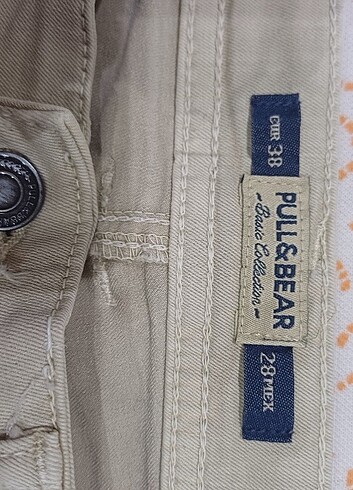 EUR 38
PULL&BEAR
~Basic Collection~
28 MEX